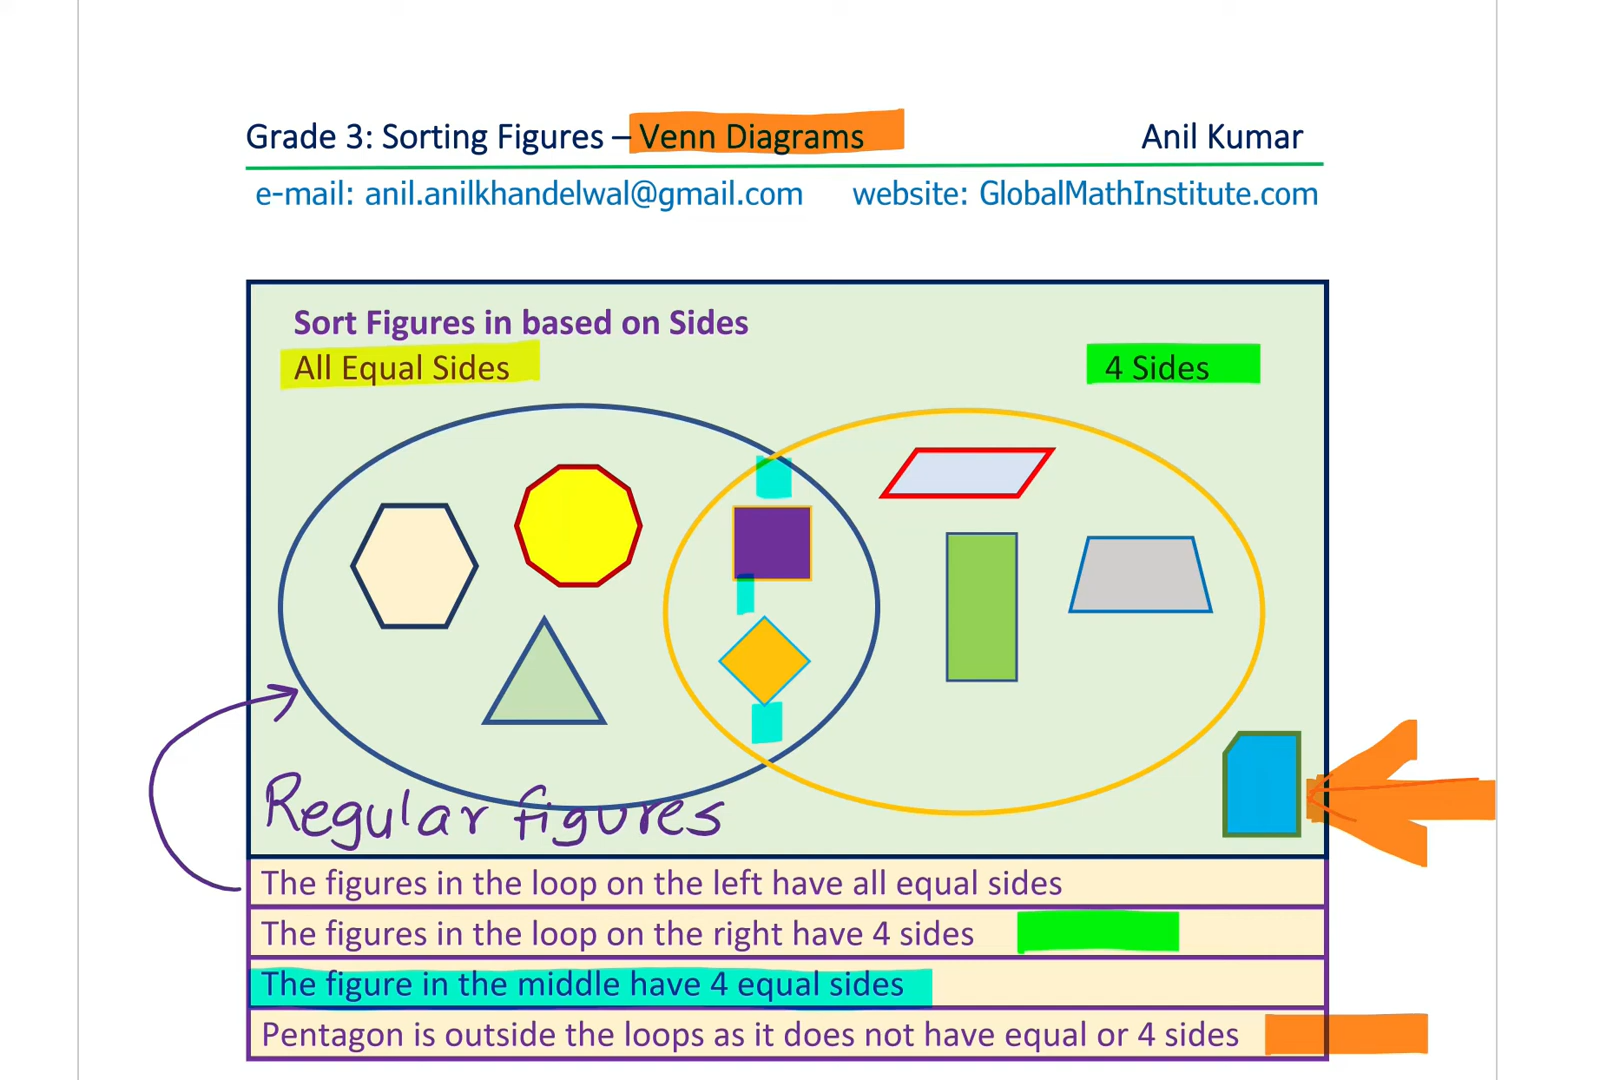 Grade 3: Sorting Figures – Venn Diagrams Anil Kumar
e-mail: anil.anilkhandelwal@gmail.com website: GlobalMathInstitute.com
Sort Figures in based on Sides
All Equal Sides 4 Sides
Regular figures
The figures in the loop on the left have all equal sides
The figures in the loop on the right have 4 sides
The figure in the middle have 4 equal sides
Pentagon is outside the loops as it does not have equal or 4 sides